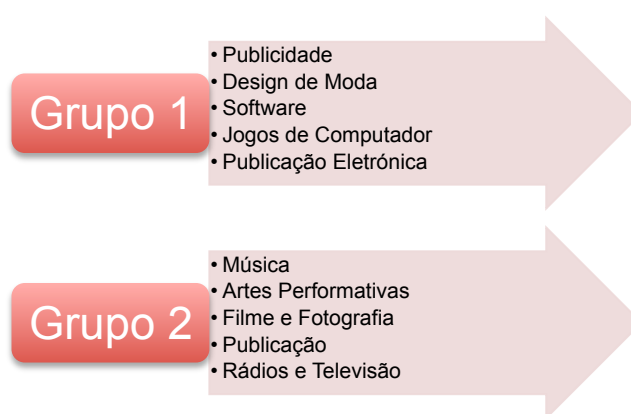 Grupo 1
• Publicidade
• Design de Moda
• Software
• Jogos de Computador
• Publicação Eletrónica
Grupo 2
• Música
• Artes Performativas
• Filme e Fotografia
• Publicação
• Rádios e Televisão